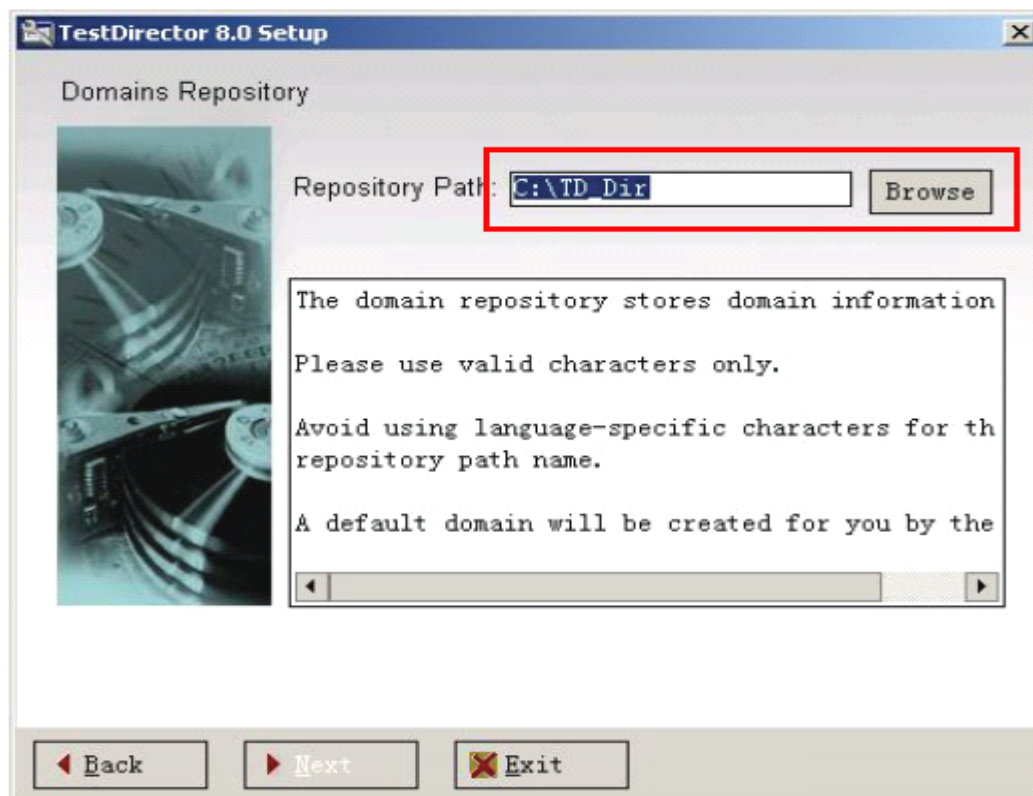 TestDirector 8.0 Setup
Domains Repository
Repository Path: C:\TD_Dir Browse
The domain repository stores domain information
Please use valid characters only.
Avoid using language-specific characters for th
repository path name.
A default domain will be created for you by the
Back Next Exit